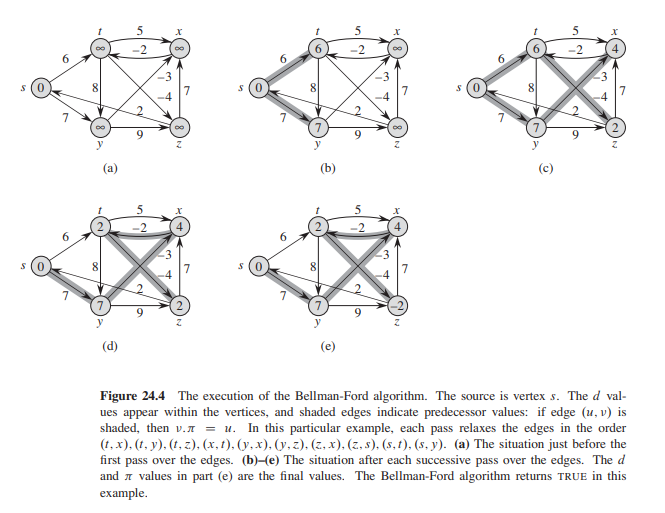 t 5 x
∞ −2 ∞
6
−3
s 0 8 7
−4
7 2
∞ 9 ∞
y z
(a)
t 5 x
6 −2 ∞
6
−3
s 0 8 7
−4
7 2
7 9 ∞
y z
(b)
t 5 x
6 −2 4
6
−3
s 0 8 7
−4
7 2
7 9 2
y z
(c)
t 5 x
2 −2 4
6
−3
s 0 8 7
−4
7 2
7 9 2
y z
(d)
t 5 x
2 −2 4
6
−3
s 0 8 7
−4
7 2
7 9 −2
y z
(e)
Figure 24.4 The execution of the Bellman-Ford algorithm. The source is vertex s. The d val-
ues appear within the vertices, and shaded edges indicate predecessor values: if edge (u, v) is
shaded, then v.π = u. In this particular example, each pass relaxes the edges in the order
(t, x), (t, y), (t, z), (x, t), (y, x), (y, z), (z, x), (z, s), (s, t), (s, y). (a) The situation just before the
first pass over the edges. (b)–(e) The situation after each successive pass over the edges. The d
and π values in part (e) are the final values. The Bellman-Ford algorithm returns TRUE in this
example.